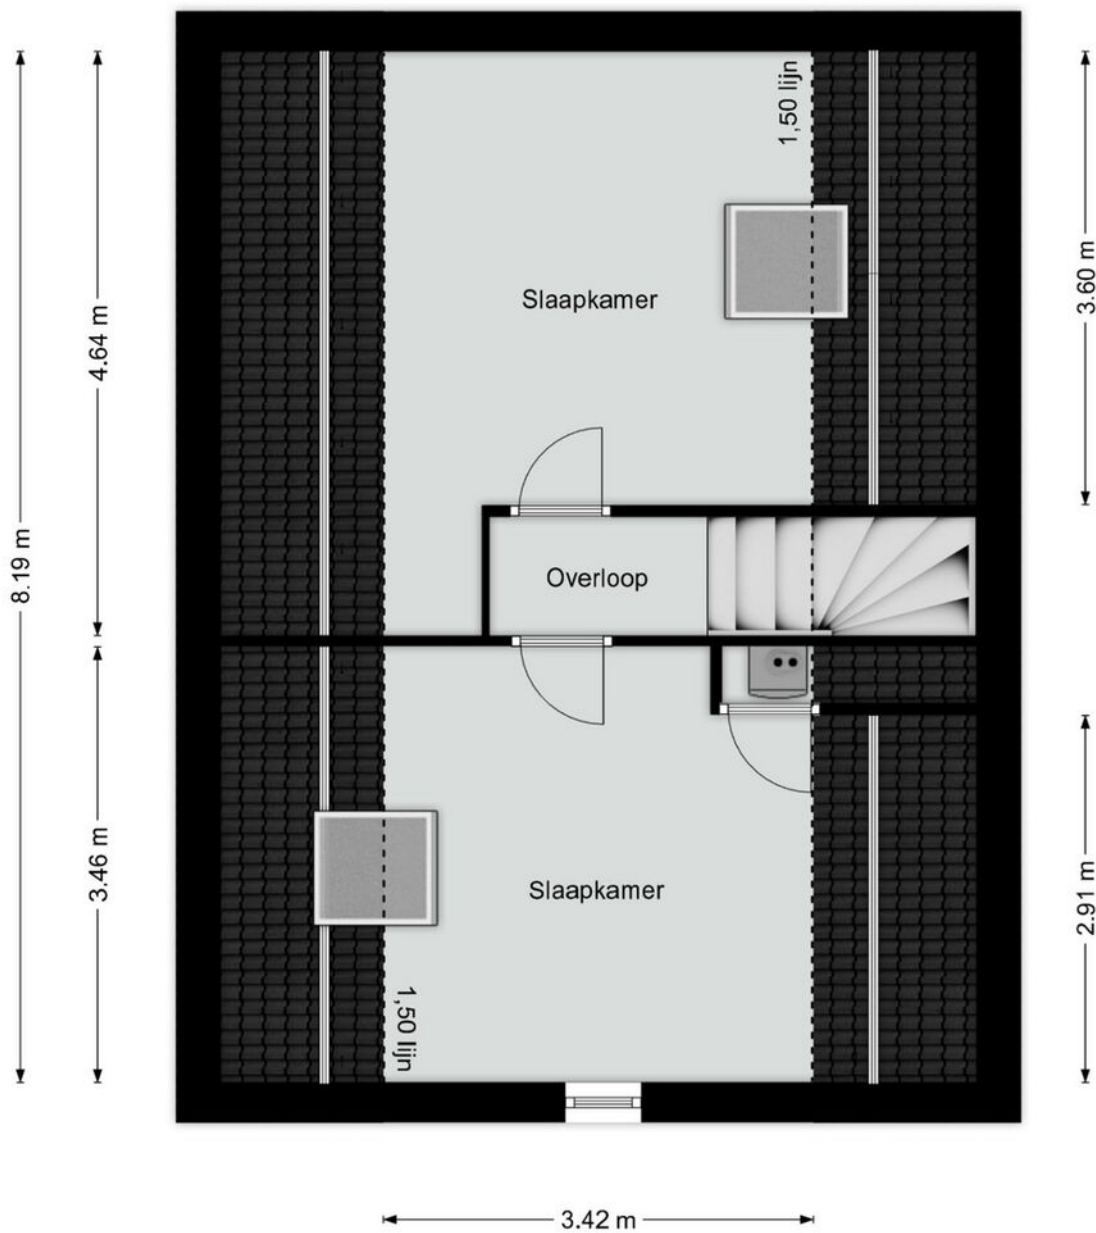 1,50 lijn
Slaapkamer
3.60 m
4.64 m
8.19 m
Overloop
3.46 m
Slaapkamer
2.91 m
1,50 lijn
3.42 m